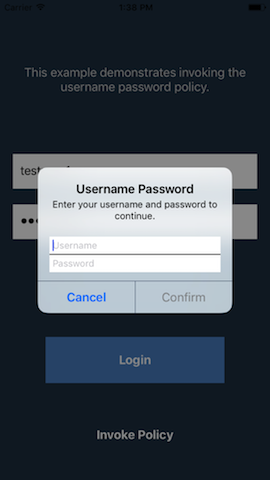 Carrier 1:58 PM
This example demonstrates invoking the
username password policy.
test
Username Password
Enter your username and password to
continue.
Username
Password
Cancel Confirm
Login
Invoke Policy